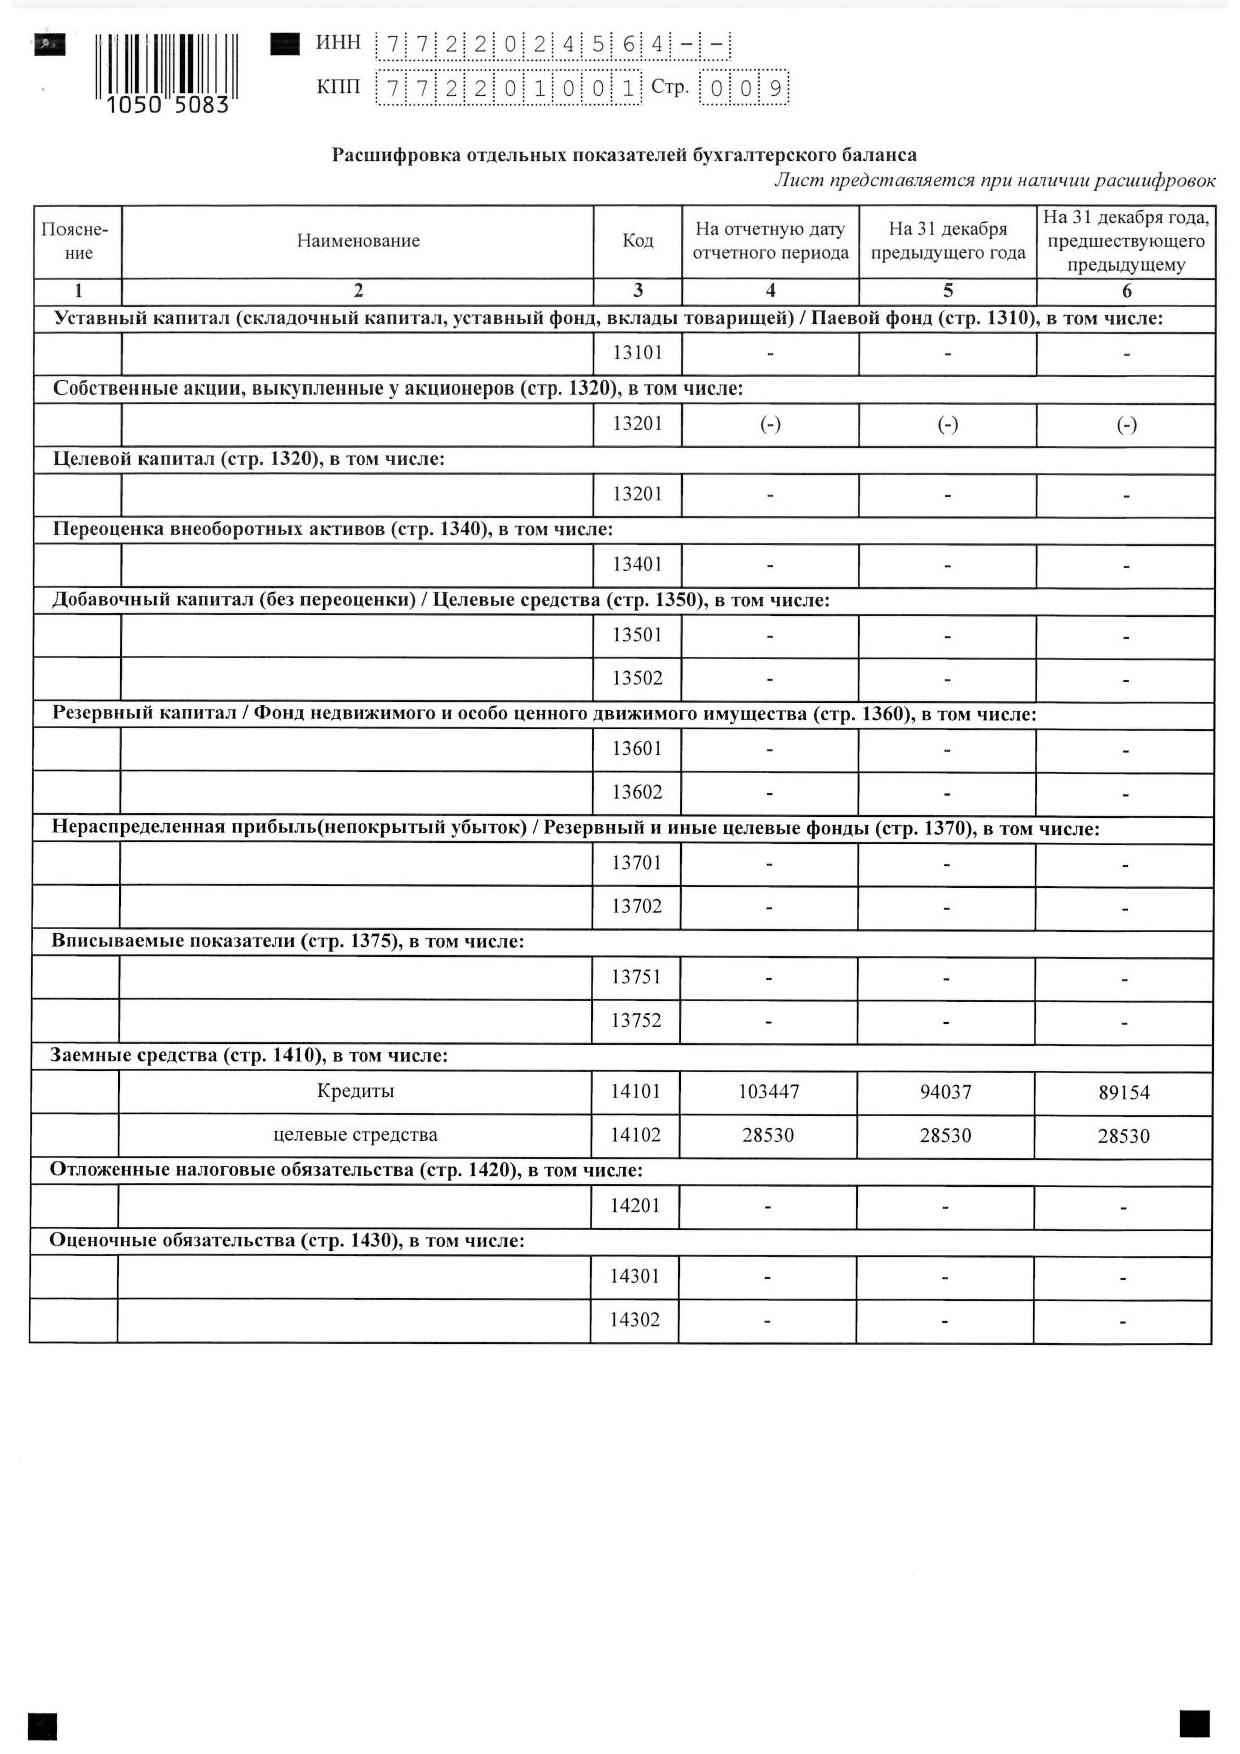 ИНН 7722024564--
КПП 772201001 Стр. 009
1050 5083
Расшифровка отдельных показателей бухгалтерского баланса
Лист представляется при наличии расшифровок
Поясне-ние Наименование Код На отчетную дату отчетного периода На 31 декабря предыдущего года На 31 декабря года, предшествующего предыдущему
1 2 3 4 5 6
Уставный капитал (складочный капитал, уставный фонд, вклады товарищей) / Паевой фонд (стр. 1310), в том числе:
13101 - - -
Собственные акции, выкупленные у акционеров (стр. 1320), в том числе:
13201 (-) (-) (-)
Целевой капитал (стр. 1320), в том числе:
13201 - - -
Переоценка внеоборотных активов (стр. 1340), в том числе:
13401 - - -
Добавочный капитал (без переоценки) / Целевые средства (стр. 1350), в том числе:
13501 - - -
13502 - - -
Резервный капитал / Фонд недвижимого и особо ценного движимого имущества (стр. 1360), в том числе:
13601 - - -
13602 - - -
Нераспределенная прибыль(непокрытый убыток) / Резервный и иные целевые фонды (стр. 1370), в том числе:
13701 - - -
13702 - - -
Вписываемые показатели (стр. 1375), в том числе:
13751 - - -
13752 - - -
Заемные средства (стр. 1410), в том числе:
Кредиты 14101 103447 94037 89154
целевые стредства 14102 28530 28530 28530
Отложенные налоговые обязательства (стр. 1420), в том числе:
14201 - - -
Оценочные обязательства (стр. 1430), в том числе:
14301 - - -
14302 - - -